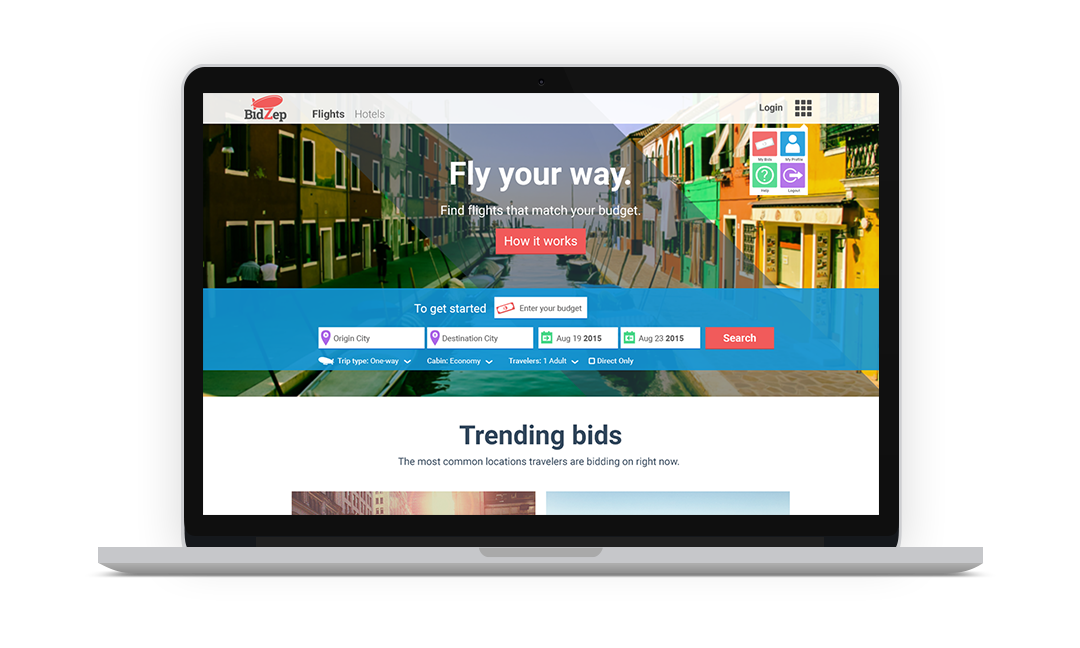 BidZep Flights Hotels Login
My Bids My Profile
Help Logout
Fly your way.
Find flights that match your budget.
How it works
To get started Enter your budget
Origin City Destination City Aug 19 2015 Aug 23 2015 Search
Trip type: One-way Cabin: Economy Travelers: 1 Adult Direct Only
Trending bids
The most common locations travelers are bidding on right now.